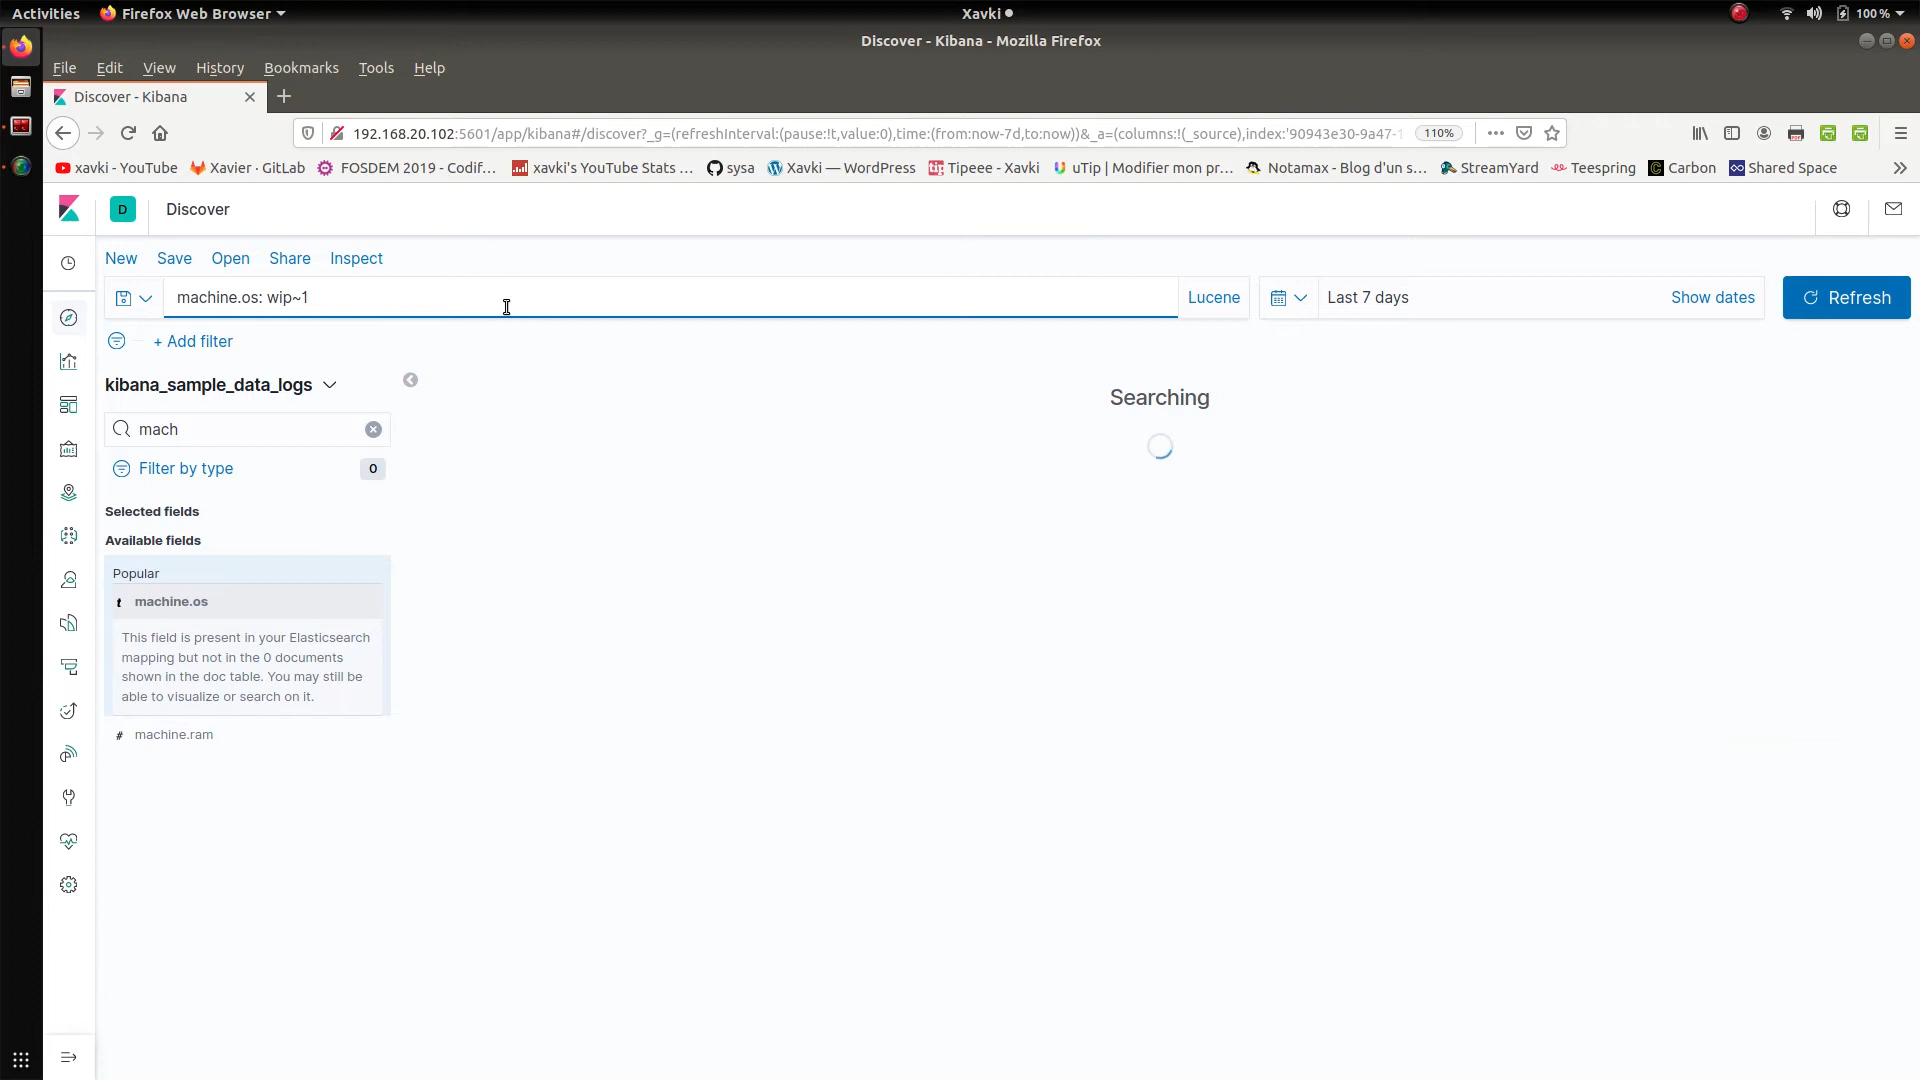 Activities Firefox Web Browser Xavki 100 %
Discover - Kibana - Mozilla Firefox
File Edit View History Bookmarks Tools Help
Discover - Kibana
192.168.20.102:5601/app/kibana#/discover?_g=(refreshInterval:(pause:!t,value:0),time:(from:now-7d,to:now))&_a=(columns:!(_source),index:'90943e30-9a47-1 110%
xavki - YouTube Xavier · GitLab FOSDEM 2019 - Codif... xavki's YouTube Stats ... sysa Xavki — WordPress Tipeee - Xavki uTip | Modifier mon pr... Notamax - Blog d'un s... StreamYard Teespring Carbon Shared Space
D Discover
New Save Open Share Inspect
machine.os: wip~1 Lucene Last 7 days Show dates Refresh
+ Add filter
kibana_sample_data_logs
Searching
mach
Filter by type 0
Selected fields
Available fields
Popular
t machine.os
This field is present in your Elasticsearch
mapping but not in the 0 documents
shown in the doc table. You may still be
able to visualize or search on it.
# machine.ram